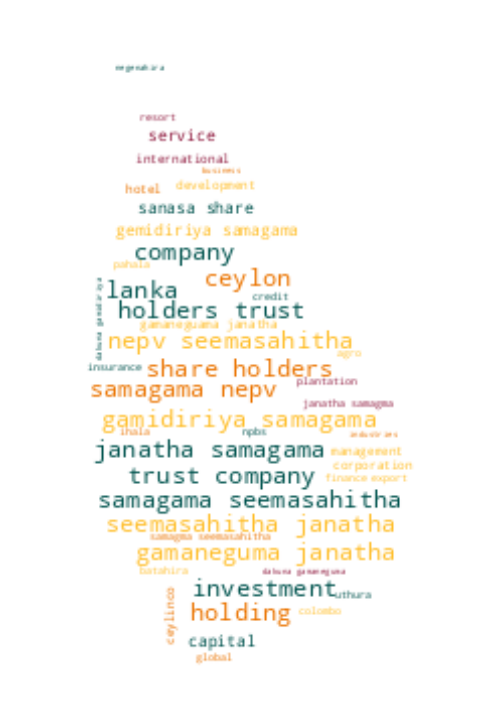 negenahira
resort
service
international
business
hotel development
sanasa share
gemidiriya samagama
company
pahala
ceylon
dakuna gamidiriya
lanka
credit
holders trust
gamaneguama janatha
nepv seemasahitha
agro
insurance
share holders
samagama nepv
plantation
janatha samagma
gamidiriya samagama
ihala
npbs
industries
janatha samagama
management
corporation
trust company
finance export
samagama seemasahitha
seemasahitha janatha
samagma seemasahitha
gamaneguma janatha
batahira
dakuna gamaneguma
investment
uthura
ceylinco
holding
colombo
capital
global